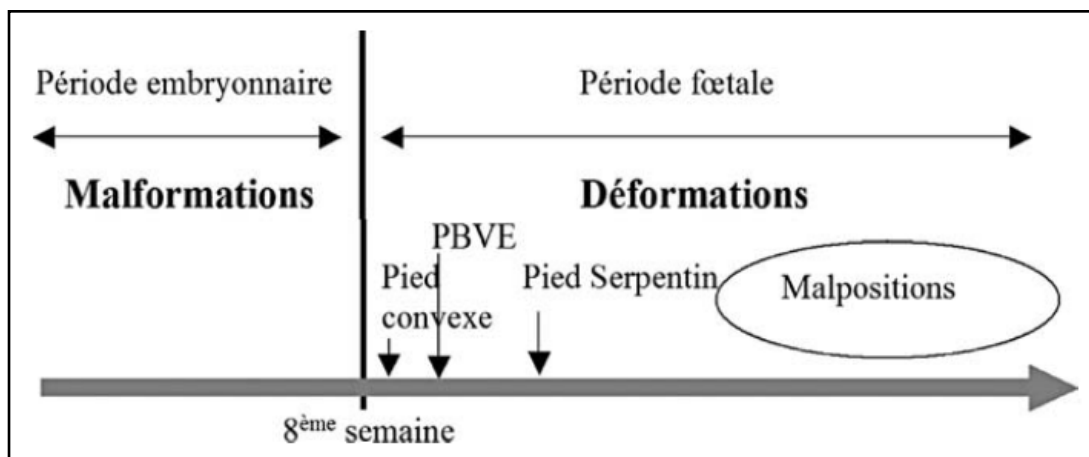 Période embryonnaire
Période fœtale
Malformations
Déformations
PBVE
Pied
convexe
Pied Serpentin
Malpositions
8ème semaine